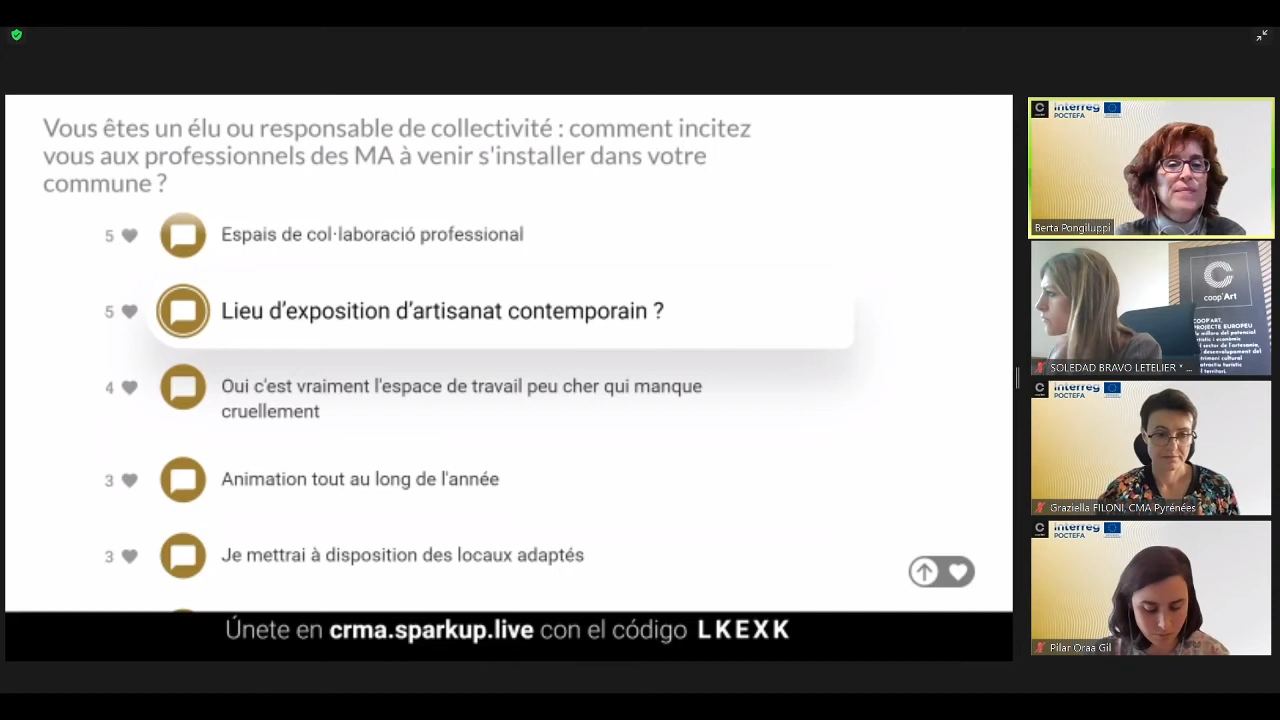 Vous êtes un élu ou responsable de collectivité : comment incitez
vous aux professionnels des MA à venir s'installer dans votre
commune ?
5 Espais de col·laboració professional
5 Lieu d’exposition d’artisanat contemporain ?
4 Oui c'est vraiment l'espace de travail peu cher qui manque
cruellement
3 Animation tout au long de l'année
3 Je mettrai à disposition des locaux adaptés
Únete en crma.sparkup.live con el código LKEXK
C Interreg
POCTEFA
Berta Pongiluppi
coop'Art
COOP'ART,
PROJECTE EUROPEU
SOLEDAD BRAVO LETELIER * ...
C Interreg
POCTEFA
Graziella FILONI, CMA Pyrénées
C Interreg
POCTEFA
Pilar Oraa Gil